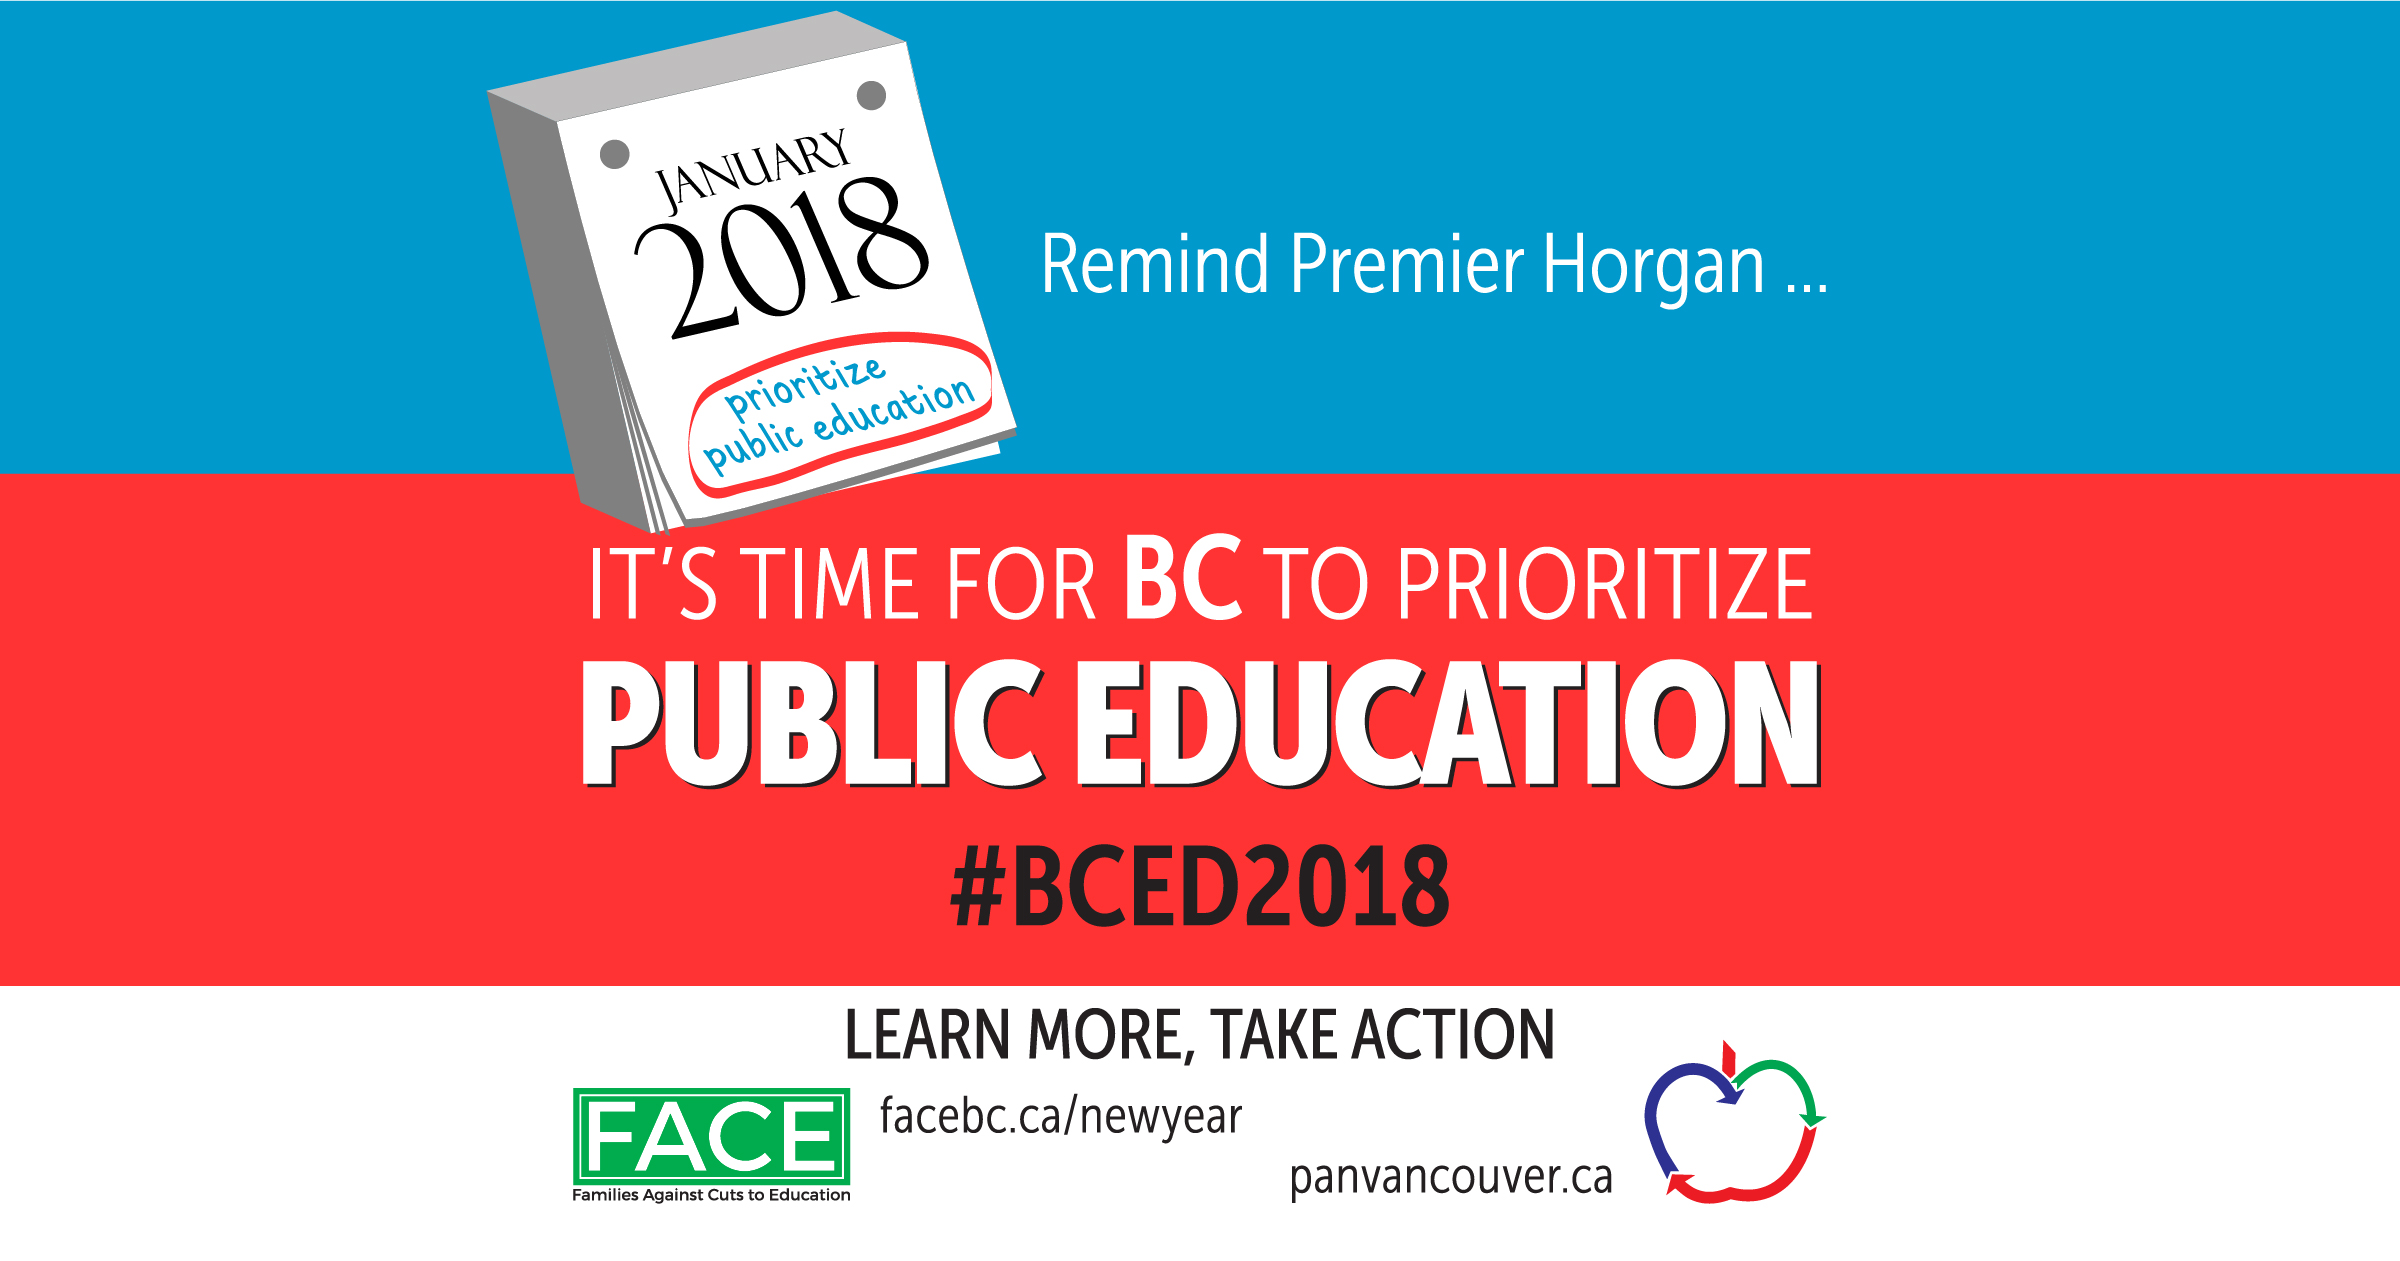 JANUARY
2018
prioritize
public education
Remind Premier Horgan ...
IT'S TIME FOR BC TO PRIORITIZE
PUBLIC EDUCATION
#BCED2018
LEARN MORE, TAKE ACTION
FACE
Families Against Cuts to Education
facebc.ca/newyear
panvancouver.ca